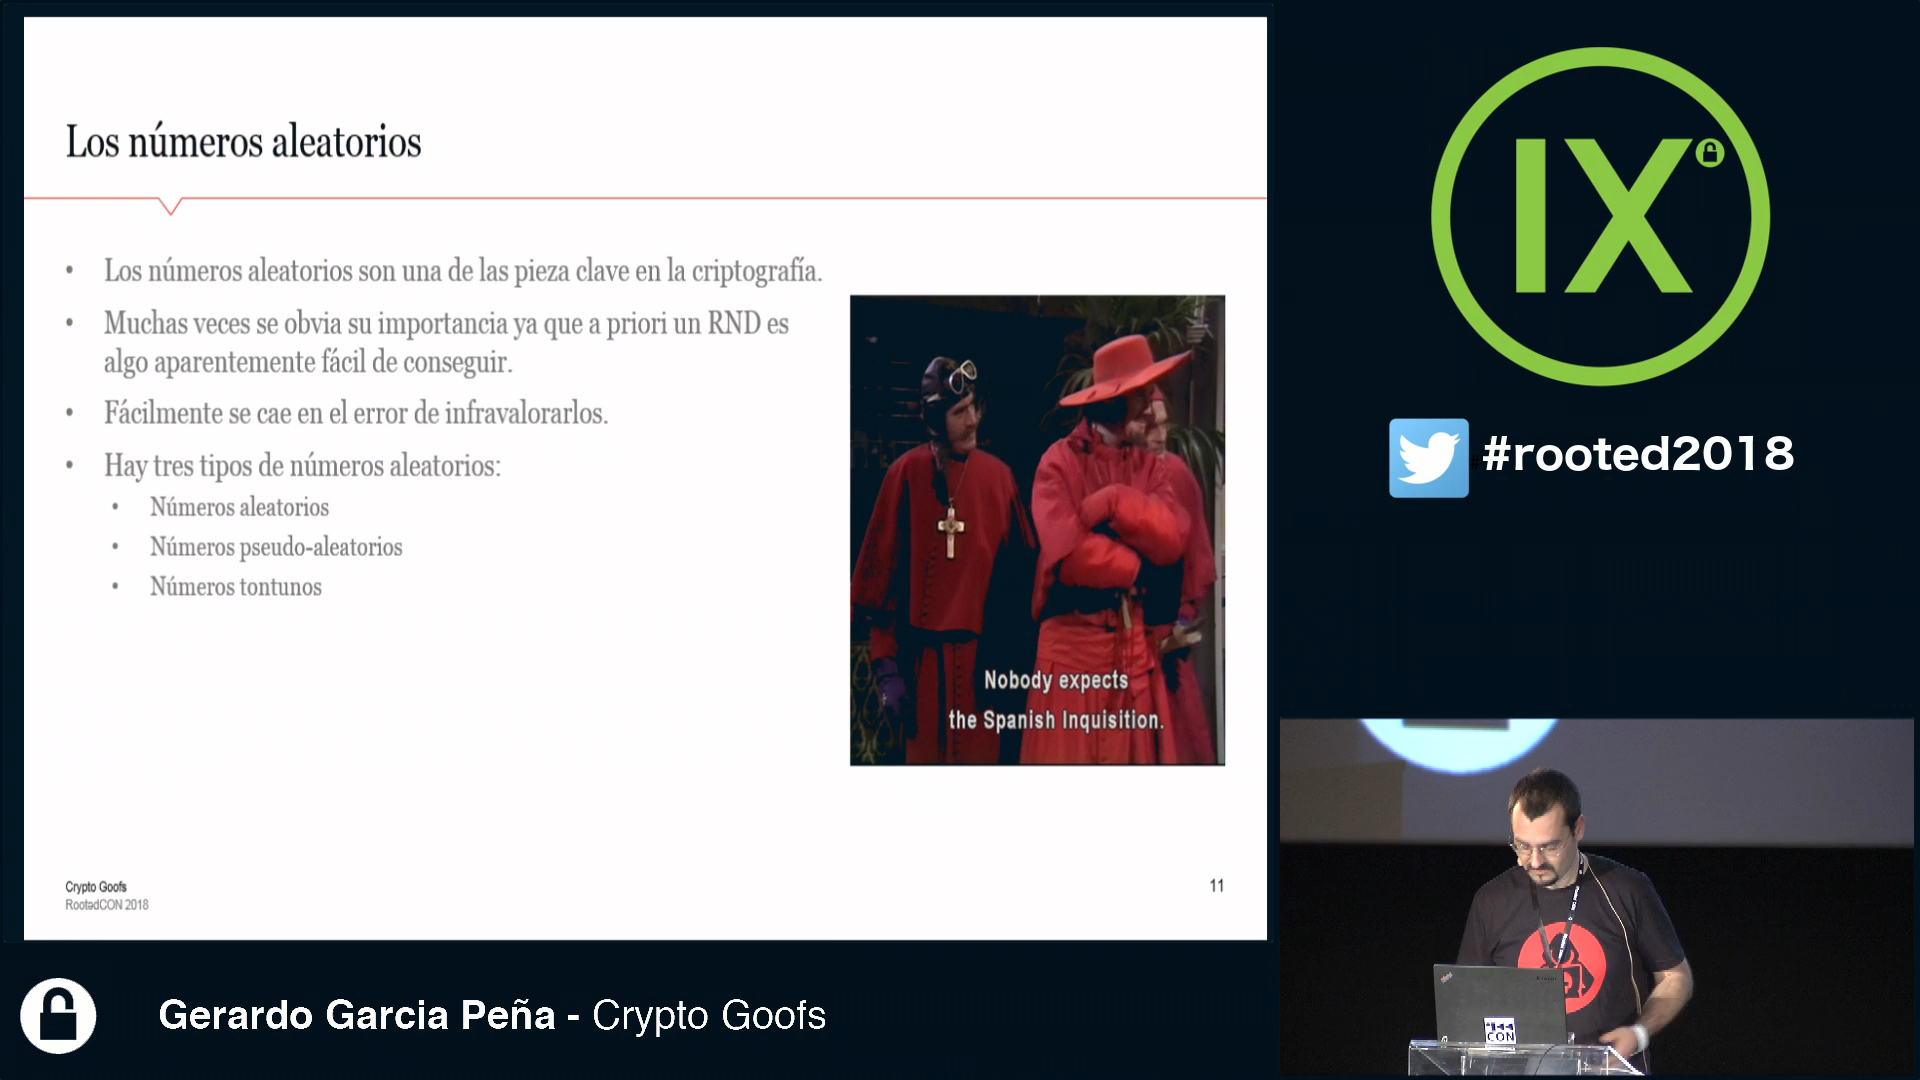 Los números aleatorios
• Los números aleatorios son una de las pieza clave en la criptografía.
• Muchas veces se obvia su importancia ya que a priori un RND es
algo aparentemente fácil de conseguir.
• Fácilmente se cae en el error de infravalorarlos.
• Hay tres tipos de números aleatorios:
• Números aleatorios
• Números pseudo-aleatorios
• Números tontunos
Nobody expects
the Spanish Inquisition.
Crypto Goofs
RootedCON 2018
11
IX
#rooted2018
CON
Gerardo Garcia Peña - Crypto Goofs